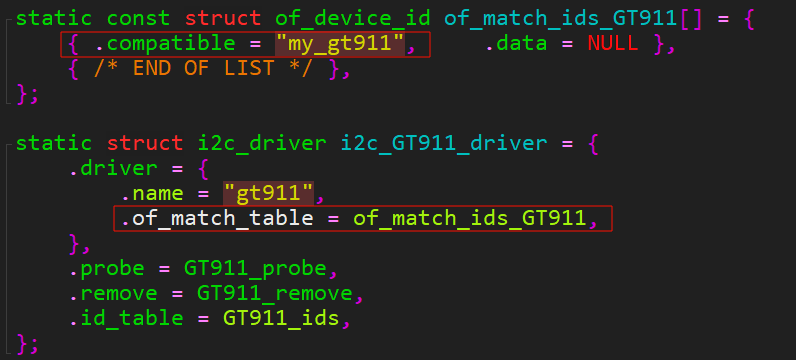 static const struct of_device_id of_match_ids_GT911[] = {
    { .compatible = "my_gt911",     .data = NULL },
    { /* END OF LIST */ },
};

static struct i2c_driver i2c_GT911_driver = {
    .driver = {
        .name = "gt911",
        .of_match_table = of_match_ids_GT911,
    },
    .probe = GT911_probe,
    .remove = GT911_remove,
    .id_table = GT911_ids,
};